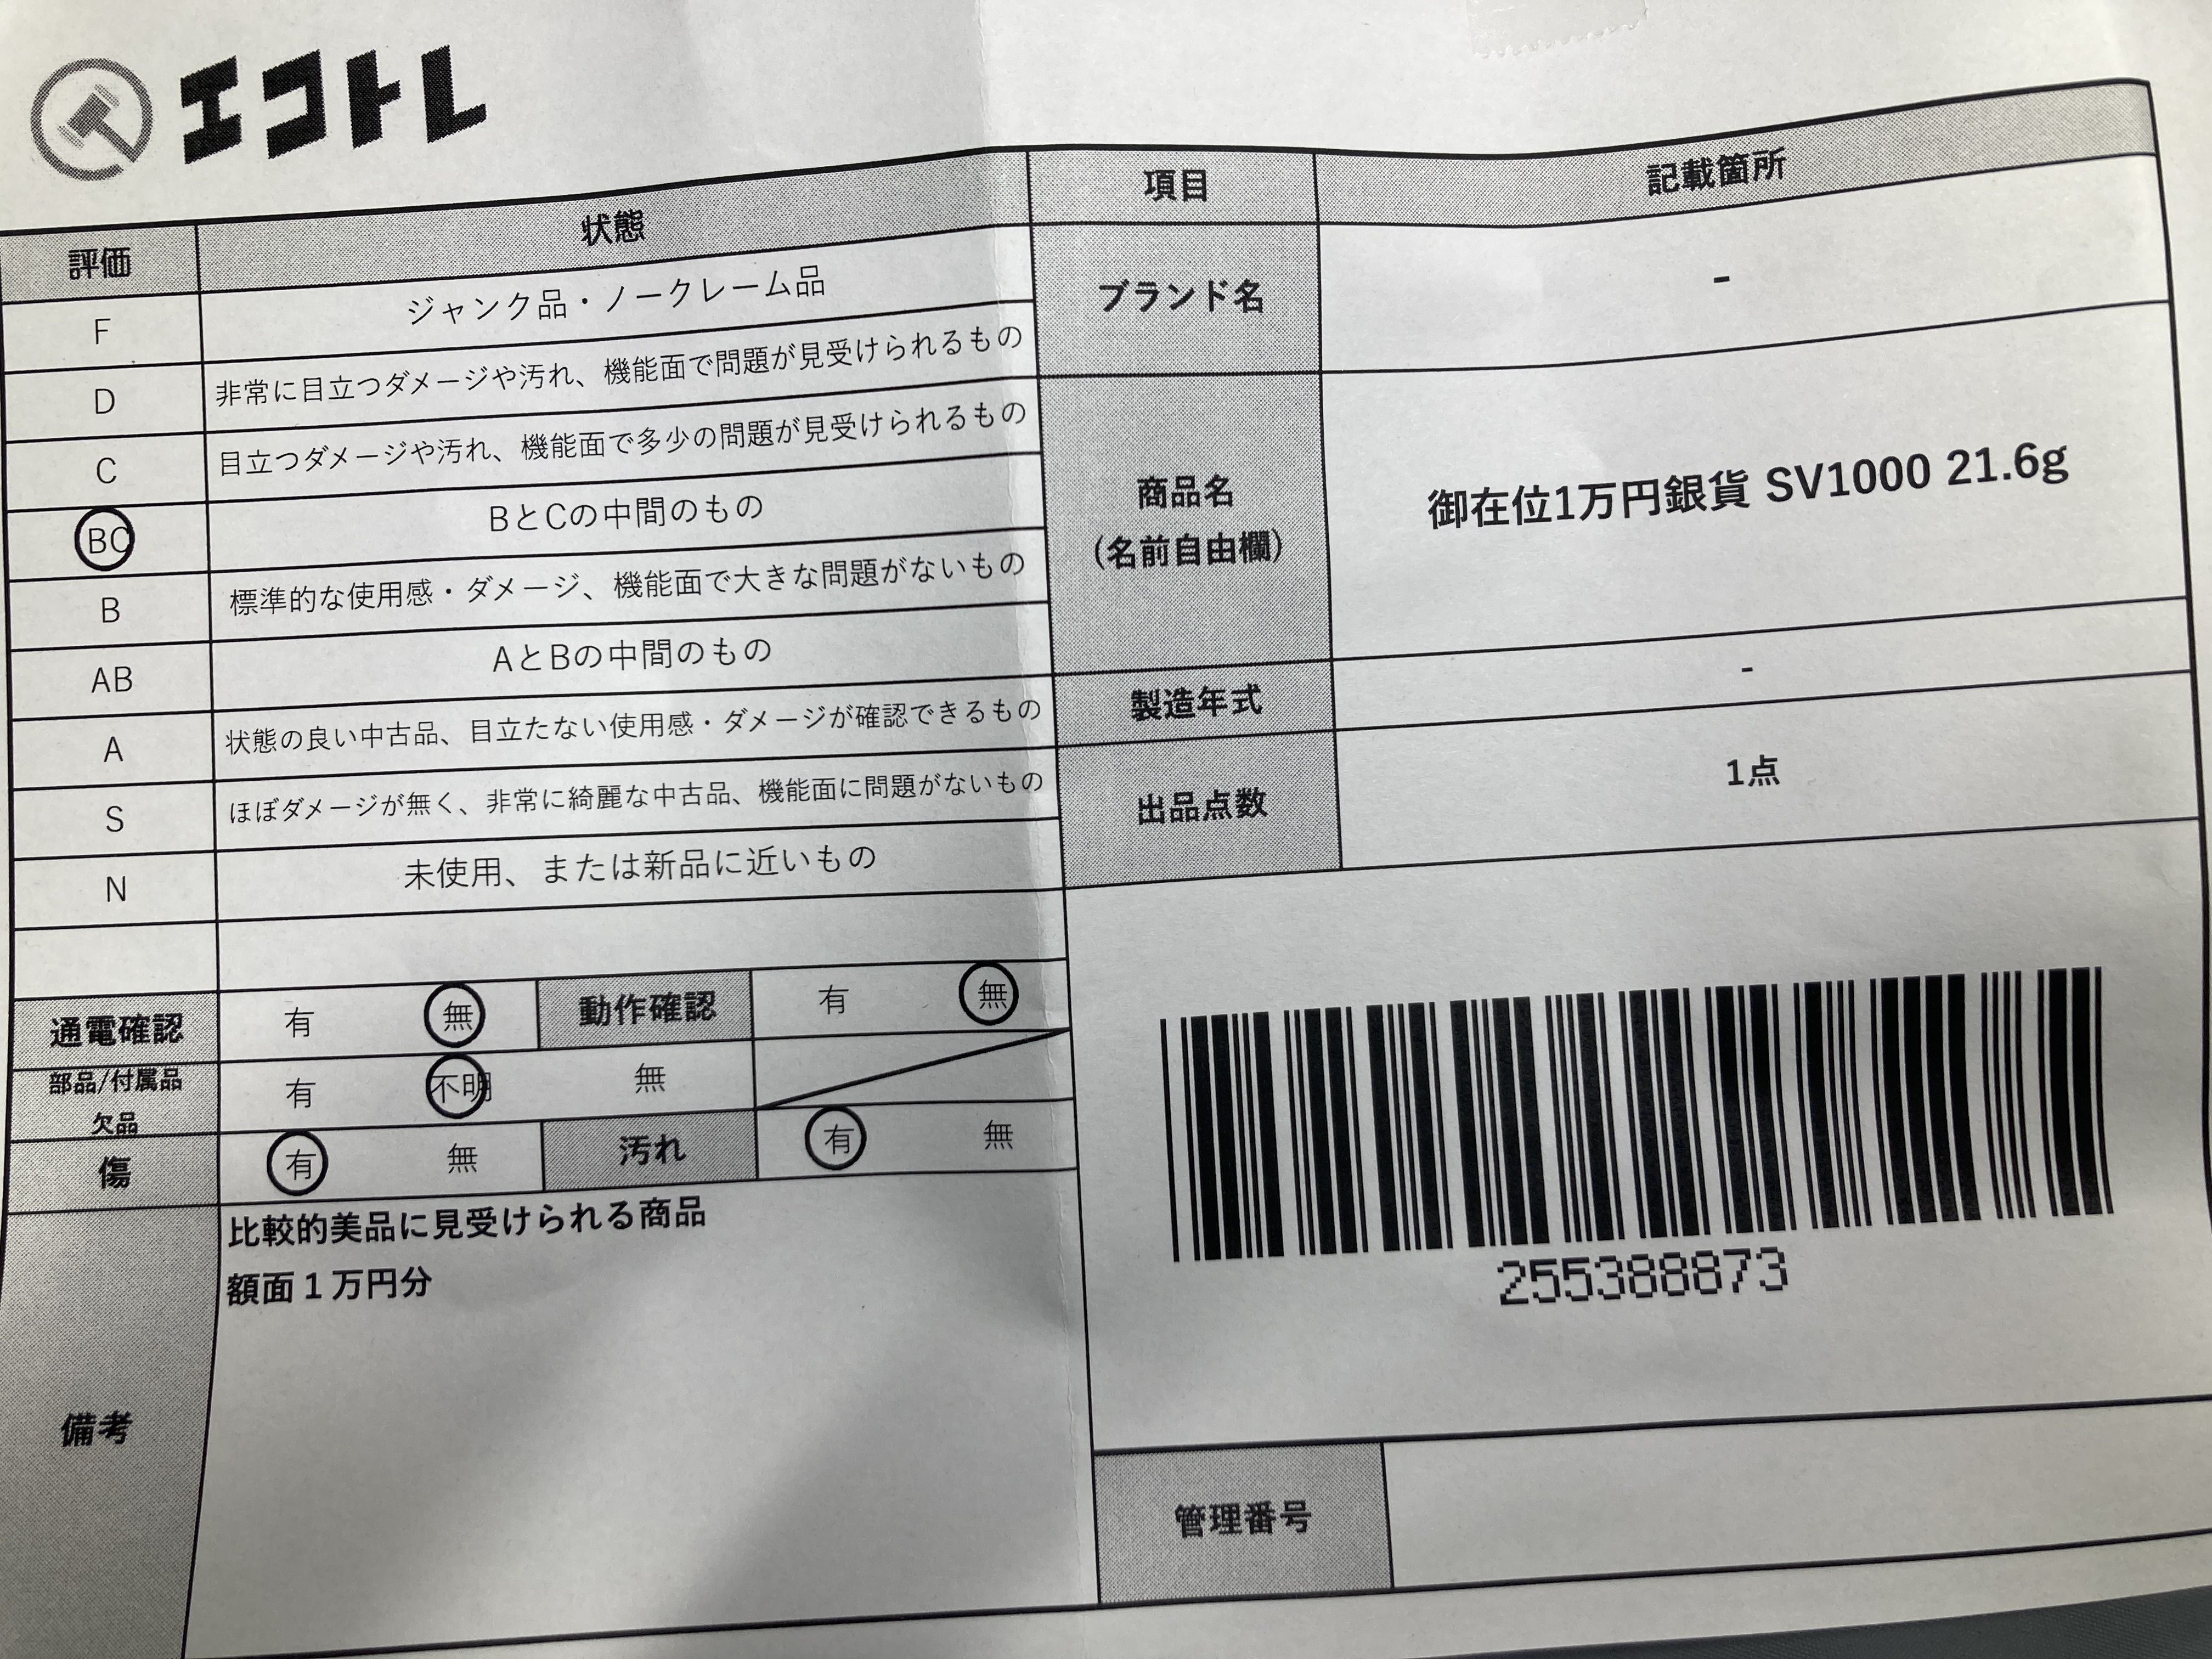 エコトレ
評価 状態
F ジャンク品・ノークレーム品
D 非常に目立つダメージや汚れ、機能面で問題が見受けられるもの
C 目立つダメージや汚れ、機能面で多少の問題が見受けられるもの
BC BとCの中間のもの
B 標準的な使用感・ダメージ、機能面で大きな問題がないもの
AB AとBの中間のもの
A 状態の良い中古品、目立たない使用感・ダメージが確認できるもの
S ほぼダメージが無く、非常に綺麗な中古品、機能面に問題がないもの
N 未使用、または新品に近いもの
通電確認 有 無 動作確認 有 無
部品/付属品
欠品 有 不明 無
傷 有 無 汚れ 有 無
備考
比較的美品に見受けられる商品
額面1万円分
項目 記載箇所
ブランド名 -
商品名
(名前自由欄)
御在位1万円銀貨 SV1000 21.6g
製造年式 -
出品点数 1点
255388873
管理番号